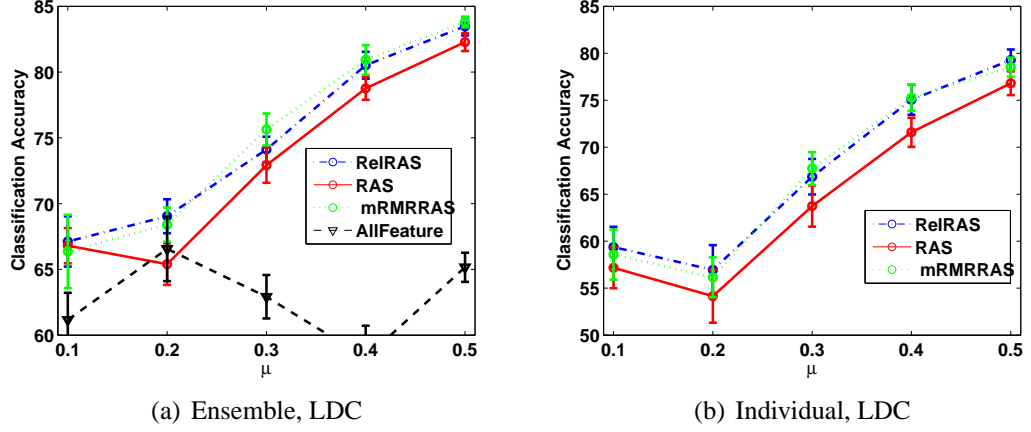 85
80
75
70
65
60
Classification Accuracy
0.1 0.2 0.3 0.4 0.5
μ
RelRAS
RAS
mRMRRAS
AllFeature
(a) Ensemble, LDC
85
80
75
70
65
60
55
50
Classification Accuracy
0.1 0.2 0.3 0.4 0.5
μ
RelRAS
RAS
mRMRRAS
(b) Individual, LDC